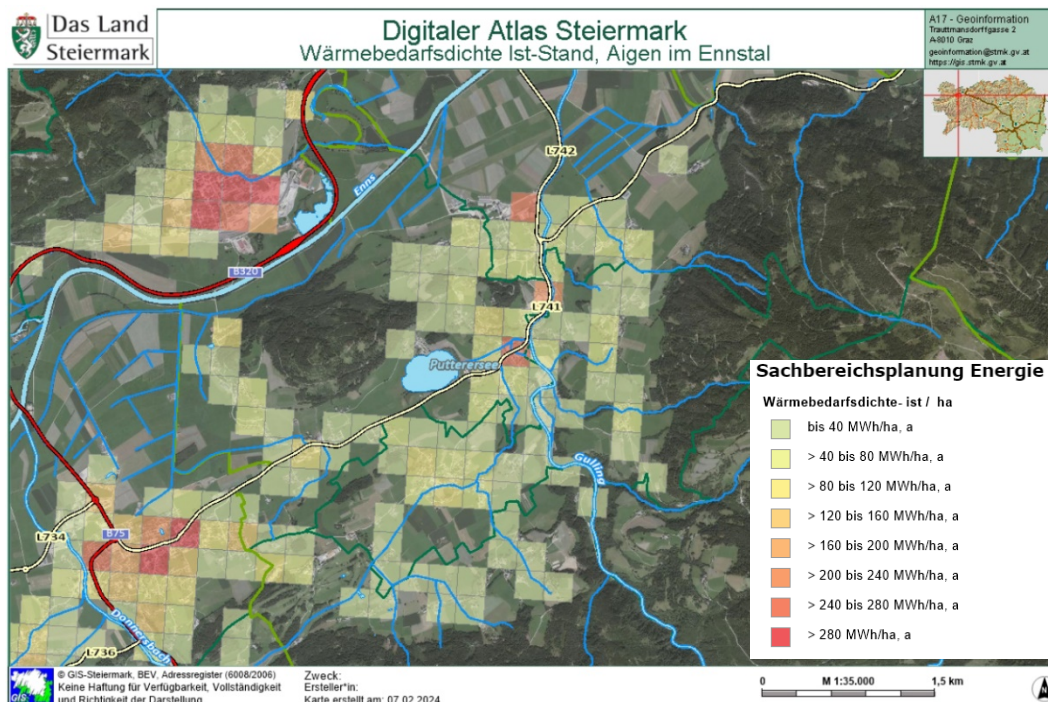 Das Land
Steiermark
Digitaler Atlas Steiermark
Wärmebedarfsdichte Ist-Stand, Aigen im Ennstal
A17 - Geoinformation
Trauttmansdorffgasse 2
A-8010 Graz
geoinformation@stmk.gv.at
https://gis.stmk.gv.at
L742
Enns
B320
L741
Putterersee
Gulling
L734
B75
Donnersbach
L736
Sachbereichsplanung Energie
Wärmebedarfsdichte- ist / ha
bis 40 MWh/ha, a
> 40 bis 80 MWh/ha, a
> 80 bis 120 MWh/ha, a
> 120 bis 160 MWh/ha, a
> 160 bis 200 MWh/ha, a
> 200 bis 240 MWh/ha, a
> 240 bis 280 MWh/ha, a
> 280 MWh/ha, a
GIS
© GIS-Steiermark, BEV, Adressregister (6008/2006)
Keine Haftung für Verfügbarkeit, Vollständigkeit
und Richtigkeit der Darstellung
Zweck:
Ersteller*in:
Karte erstellt am: 07.02.2024
0 M 1:35.000 1,5 km
N